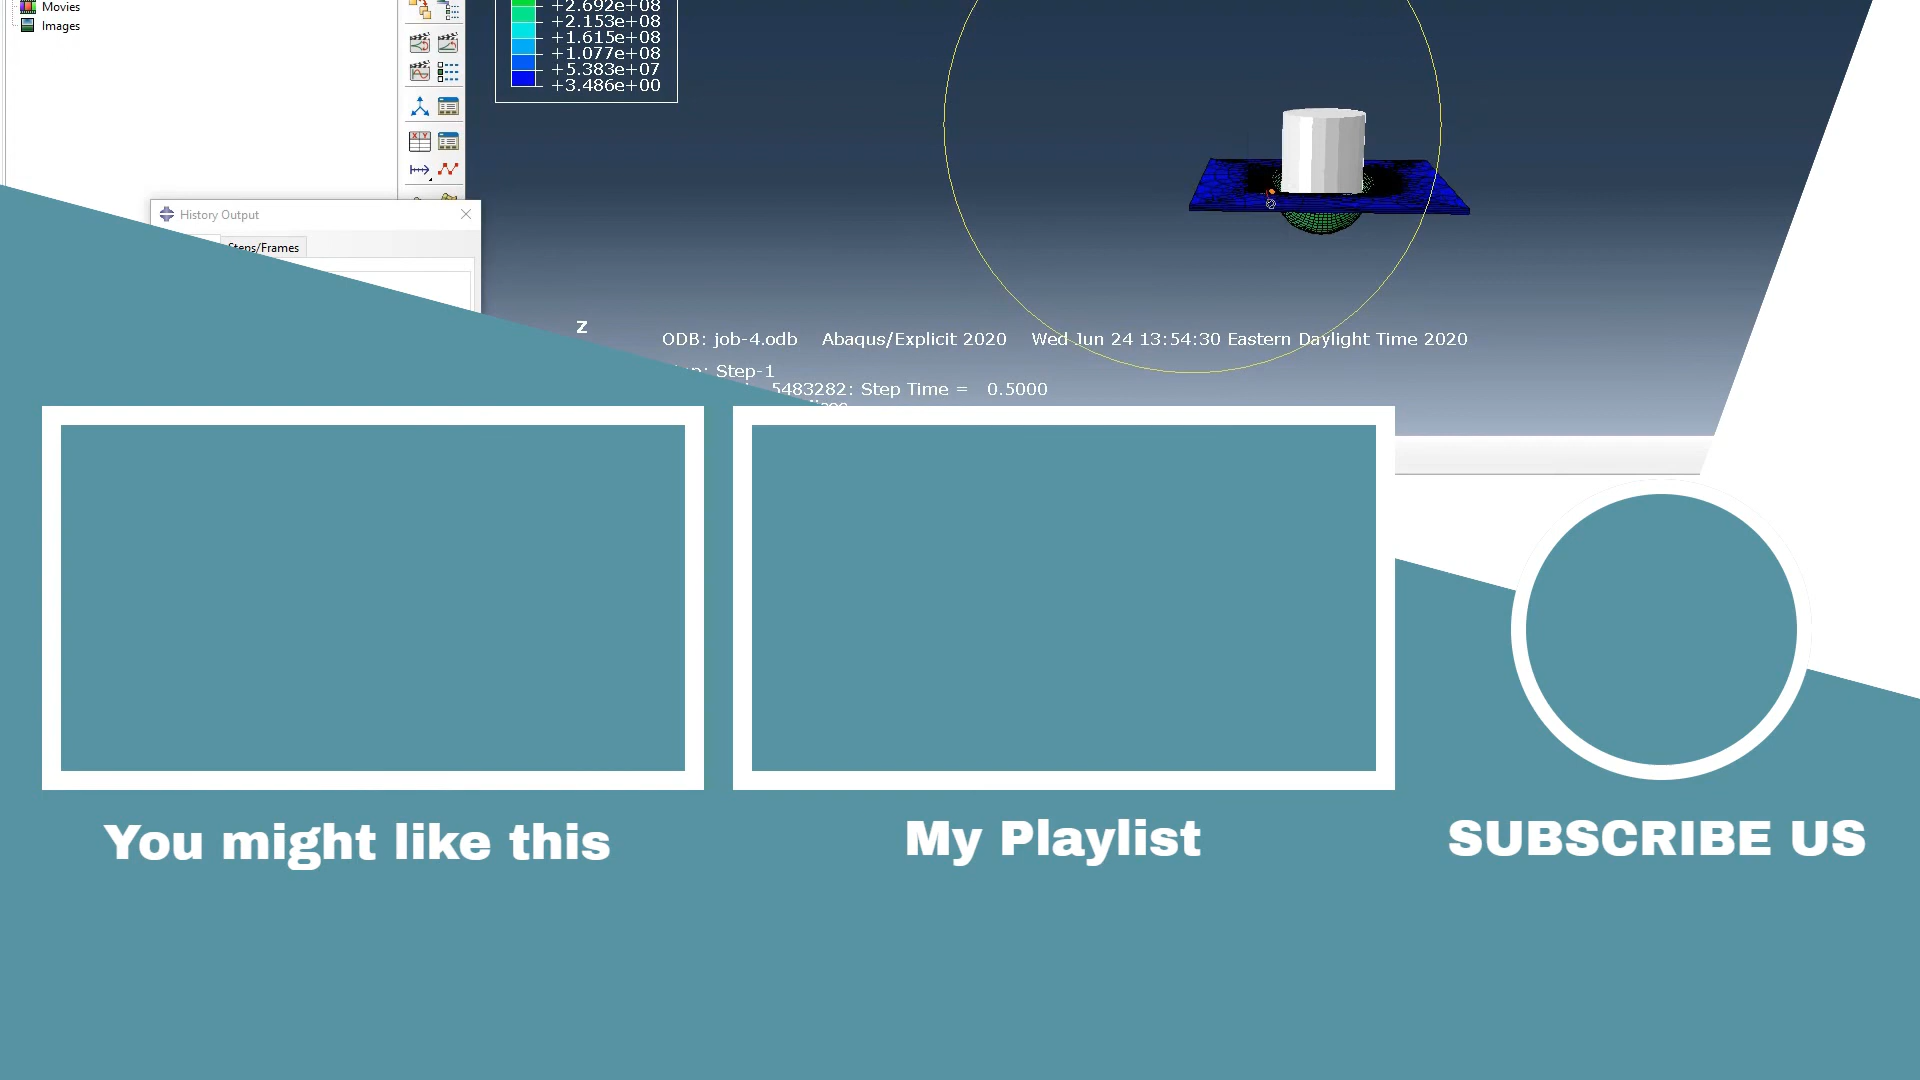 Movies
Images
+2.692e+08
+2.153e+08
+1.615e+08
+1.077e+08
+5.383e+07
+3.486e+00
X Y
History Output
Steps/Frames
Z
ODB: job-4.odb Abaqus/Explicit 2020 Wed Jun 24 13:54:30 Eastern Daylight Time 2020
Step-1
5483282: Step Time = 0.5000
You might like this
My Playlist
SUBSCRIBE US